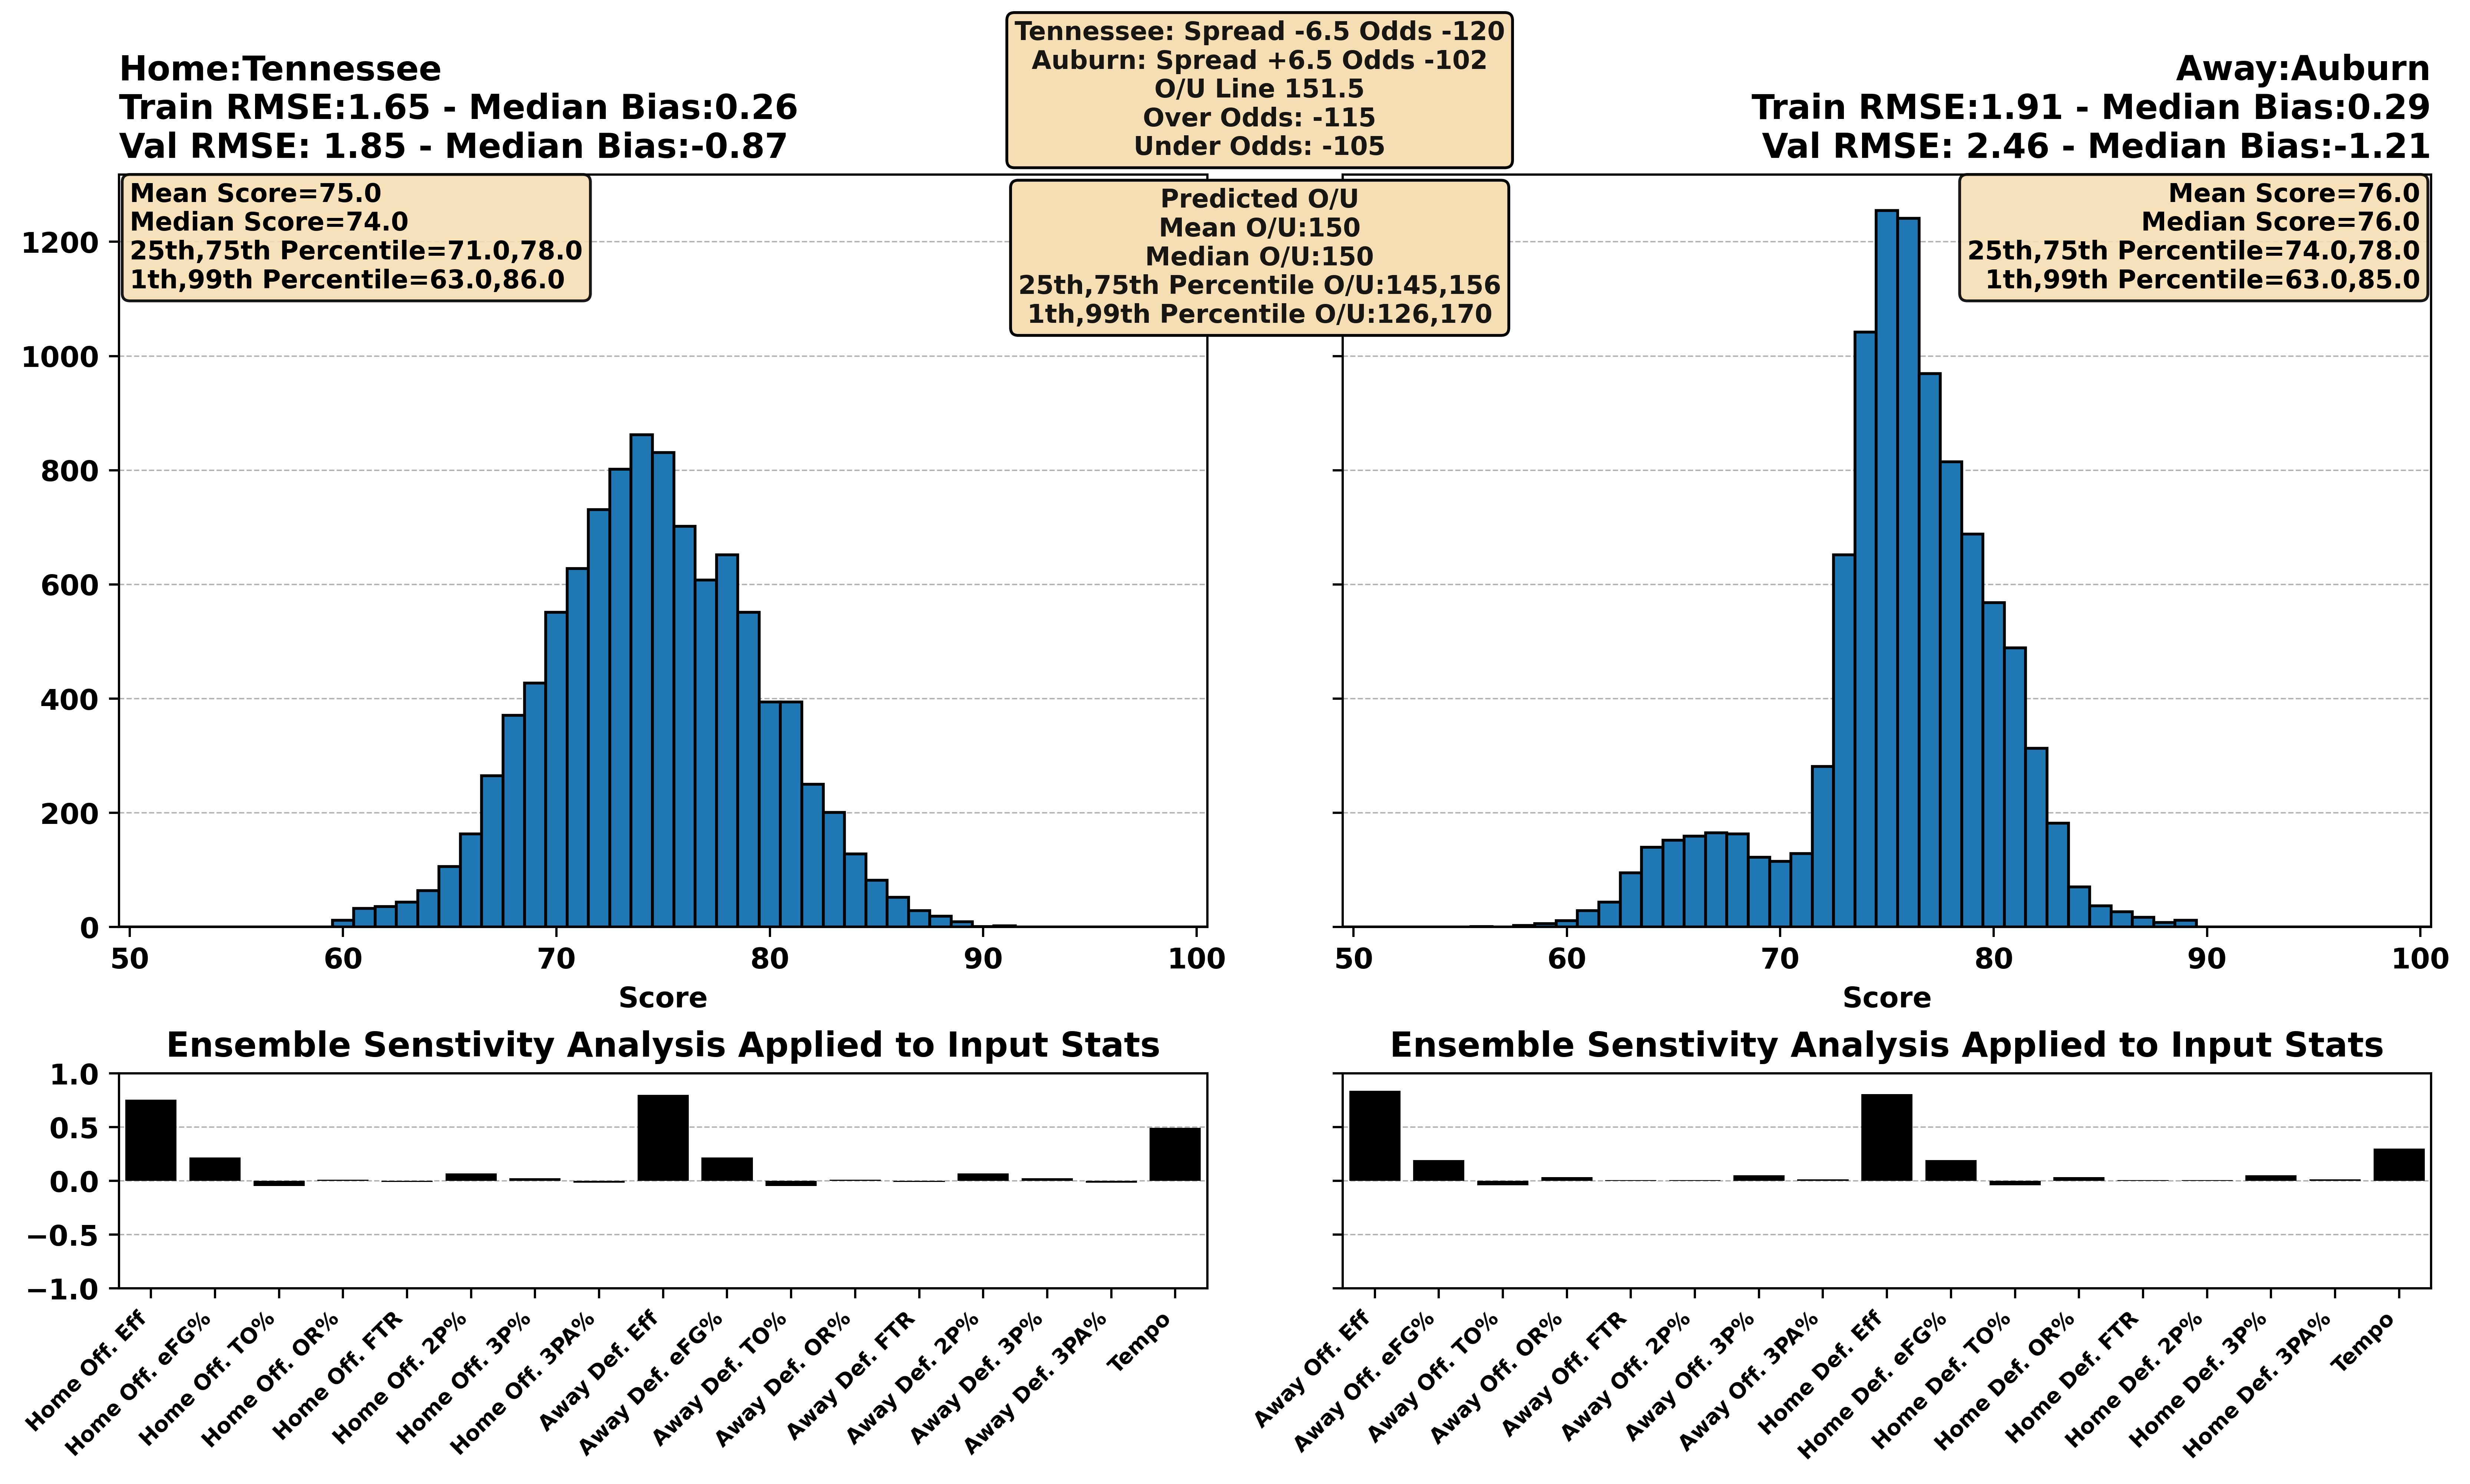 Tennessee: Spread -6.5 Odds -120
Auburn: Spread +6.5 Odds -102
O/U Line 151.5
Over Odds: -115
Under Odds: -105
Home:Tennessee
Train RMSE:1.65 - Median Bias:0.26
Val RMSE: 1.85 - Median Bias:-0.87
Away:Auburn
Train RMSE:1.91 - Median Bias:0.29
Val RMSE: 2.46 - Median Bias:-1.21
Mean Score=75.0
Median Score=74.0
25th,75th Percentile=71.0,78.0
1th,99th Percentile=63.0,86.0
Predicted O/U
Mean O/U:150
Median O/U:150
25th,75th Percentile O/U:145,156
1th,99th Percentile O/U:126,170
Mean Score=76.0
Median Score=76.0
25th,75th Percentile=74.0,78.0
1th,99th Percentile=63.0,85.0
1200
1000
800
600
400
200
0
50 60 70 80 90 100
Score
50 60 70 80 90 100
Score
Ensemble Senstivity Analysis Applied to Input Stats
1.0
0.5
0.0
−0.5
−1.0
Home Off. Eff
Home Off. eFG%
Home Off. TO%
Home Off. OR%
Home Off. FTR
Home Off. 2P%
Home Off. 3P%
Home Off. 3PA%
Away Def. Eff
Away Def. eFG%
Away Def. TO%
Away Def. OR%
Away Def. FTR
Away Def. 2P%
Away Def. 3P%
Away Def. 3PA%
Tempo
Ensemble Senstivity Analysis Applied to Input Stats
Away Off. Eff
Away Off. eFG%
Away Off. TO%
Away Off. OR%
Away Off. FTR
Away Off. 2P%
Away Off. 3P%
Away Off. 3PA%
Home Def. Eff
Home Def. eFG%
Home Def. TO%
Home Def. OR%
Home Def. FTR
Home Def. 2P%
Home Def. 3P%
Home Def. 3PA%
Tempo